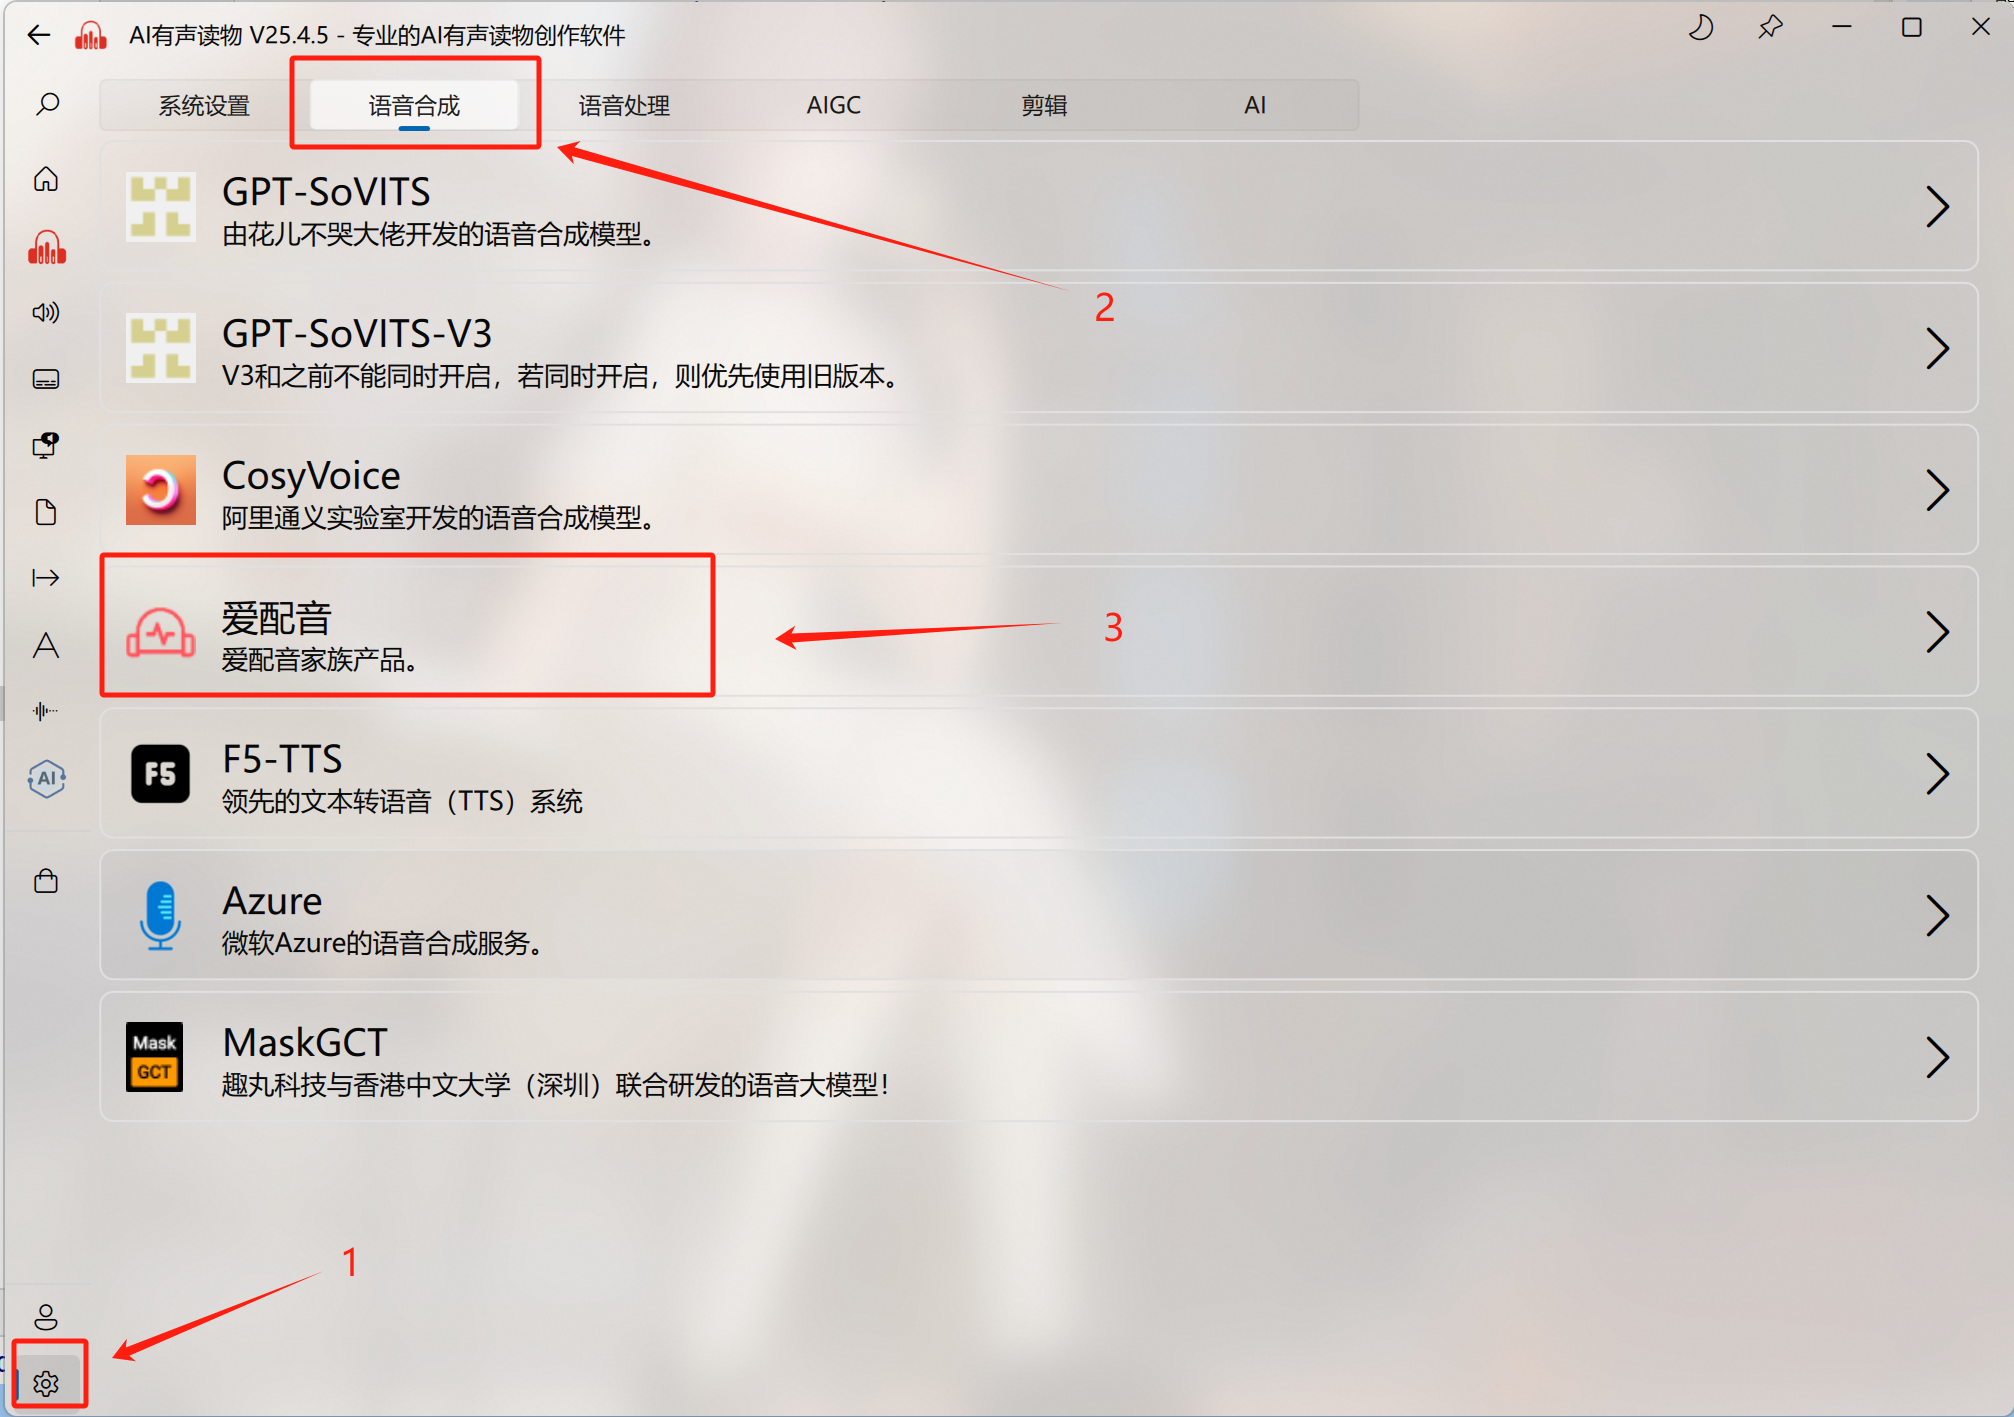 AI有声读物 V25.4.5 - 专业的AI有声读物创作软件
系统设置
语音合成
语音处理
AIGC
剪辑
AI
GPT-SoVITS
由花儿不哭大佬开发的语音合成模型。
2
GPT-SoVITS-V3
V3和之前不能同时开启，若同时开启，则优先使用旧版本。
CosyVoice
阿里通义实验室开发的语音合成模型。
爱配音
爱配音家族产品。
3
F5
F5-TTS
领先的文本转语音（TTS）系统
AI
Azure
微软Azure的语音合成服务。
Mask
GCT
MaskGCT
趣丸科技与香港中文大学（深圳）联合研发的语音大模型！
1